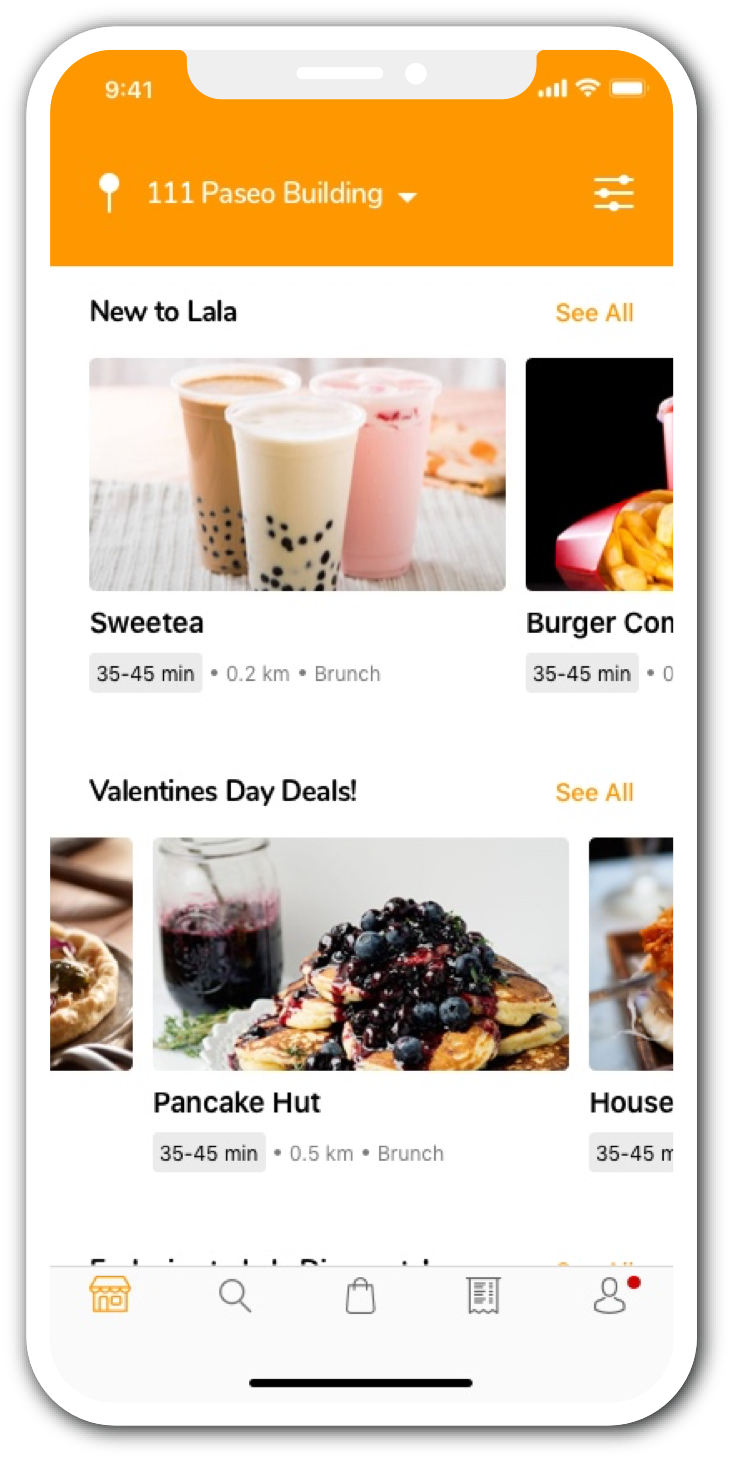 9:41
111 Paseo Building
New to Lala
See All
Sweetea
Burger Con
35-45 min • 0.2 km • Brunch
35-45 min • 0
Valentines Day Deals!
See All
Pancake Hut
House
35-45 min • 0.5 km • Brunch
35-45 m